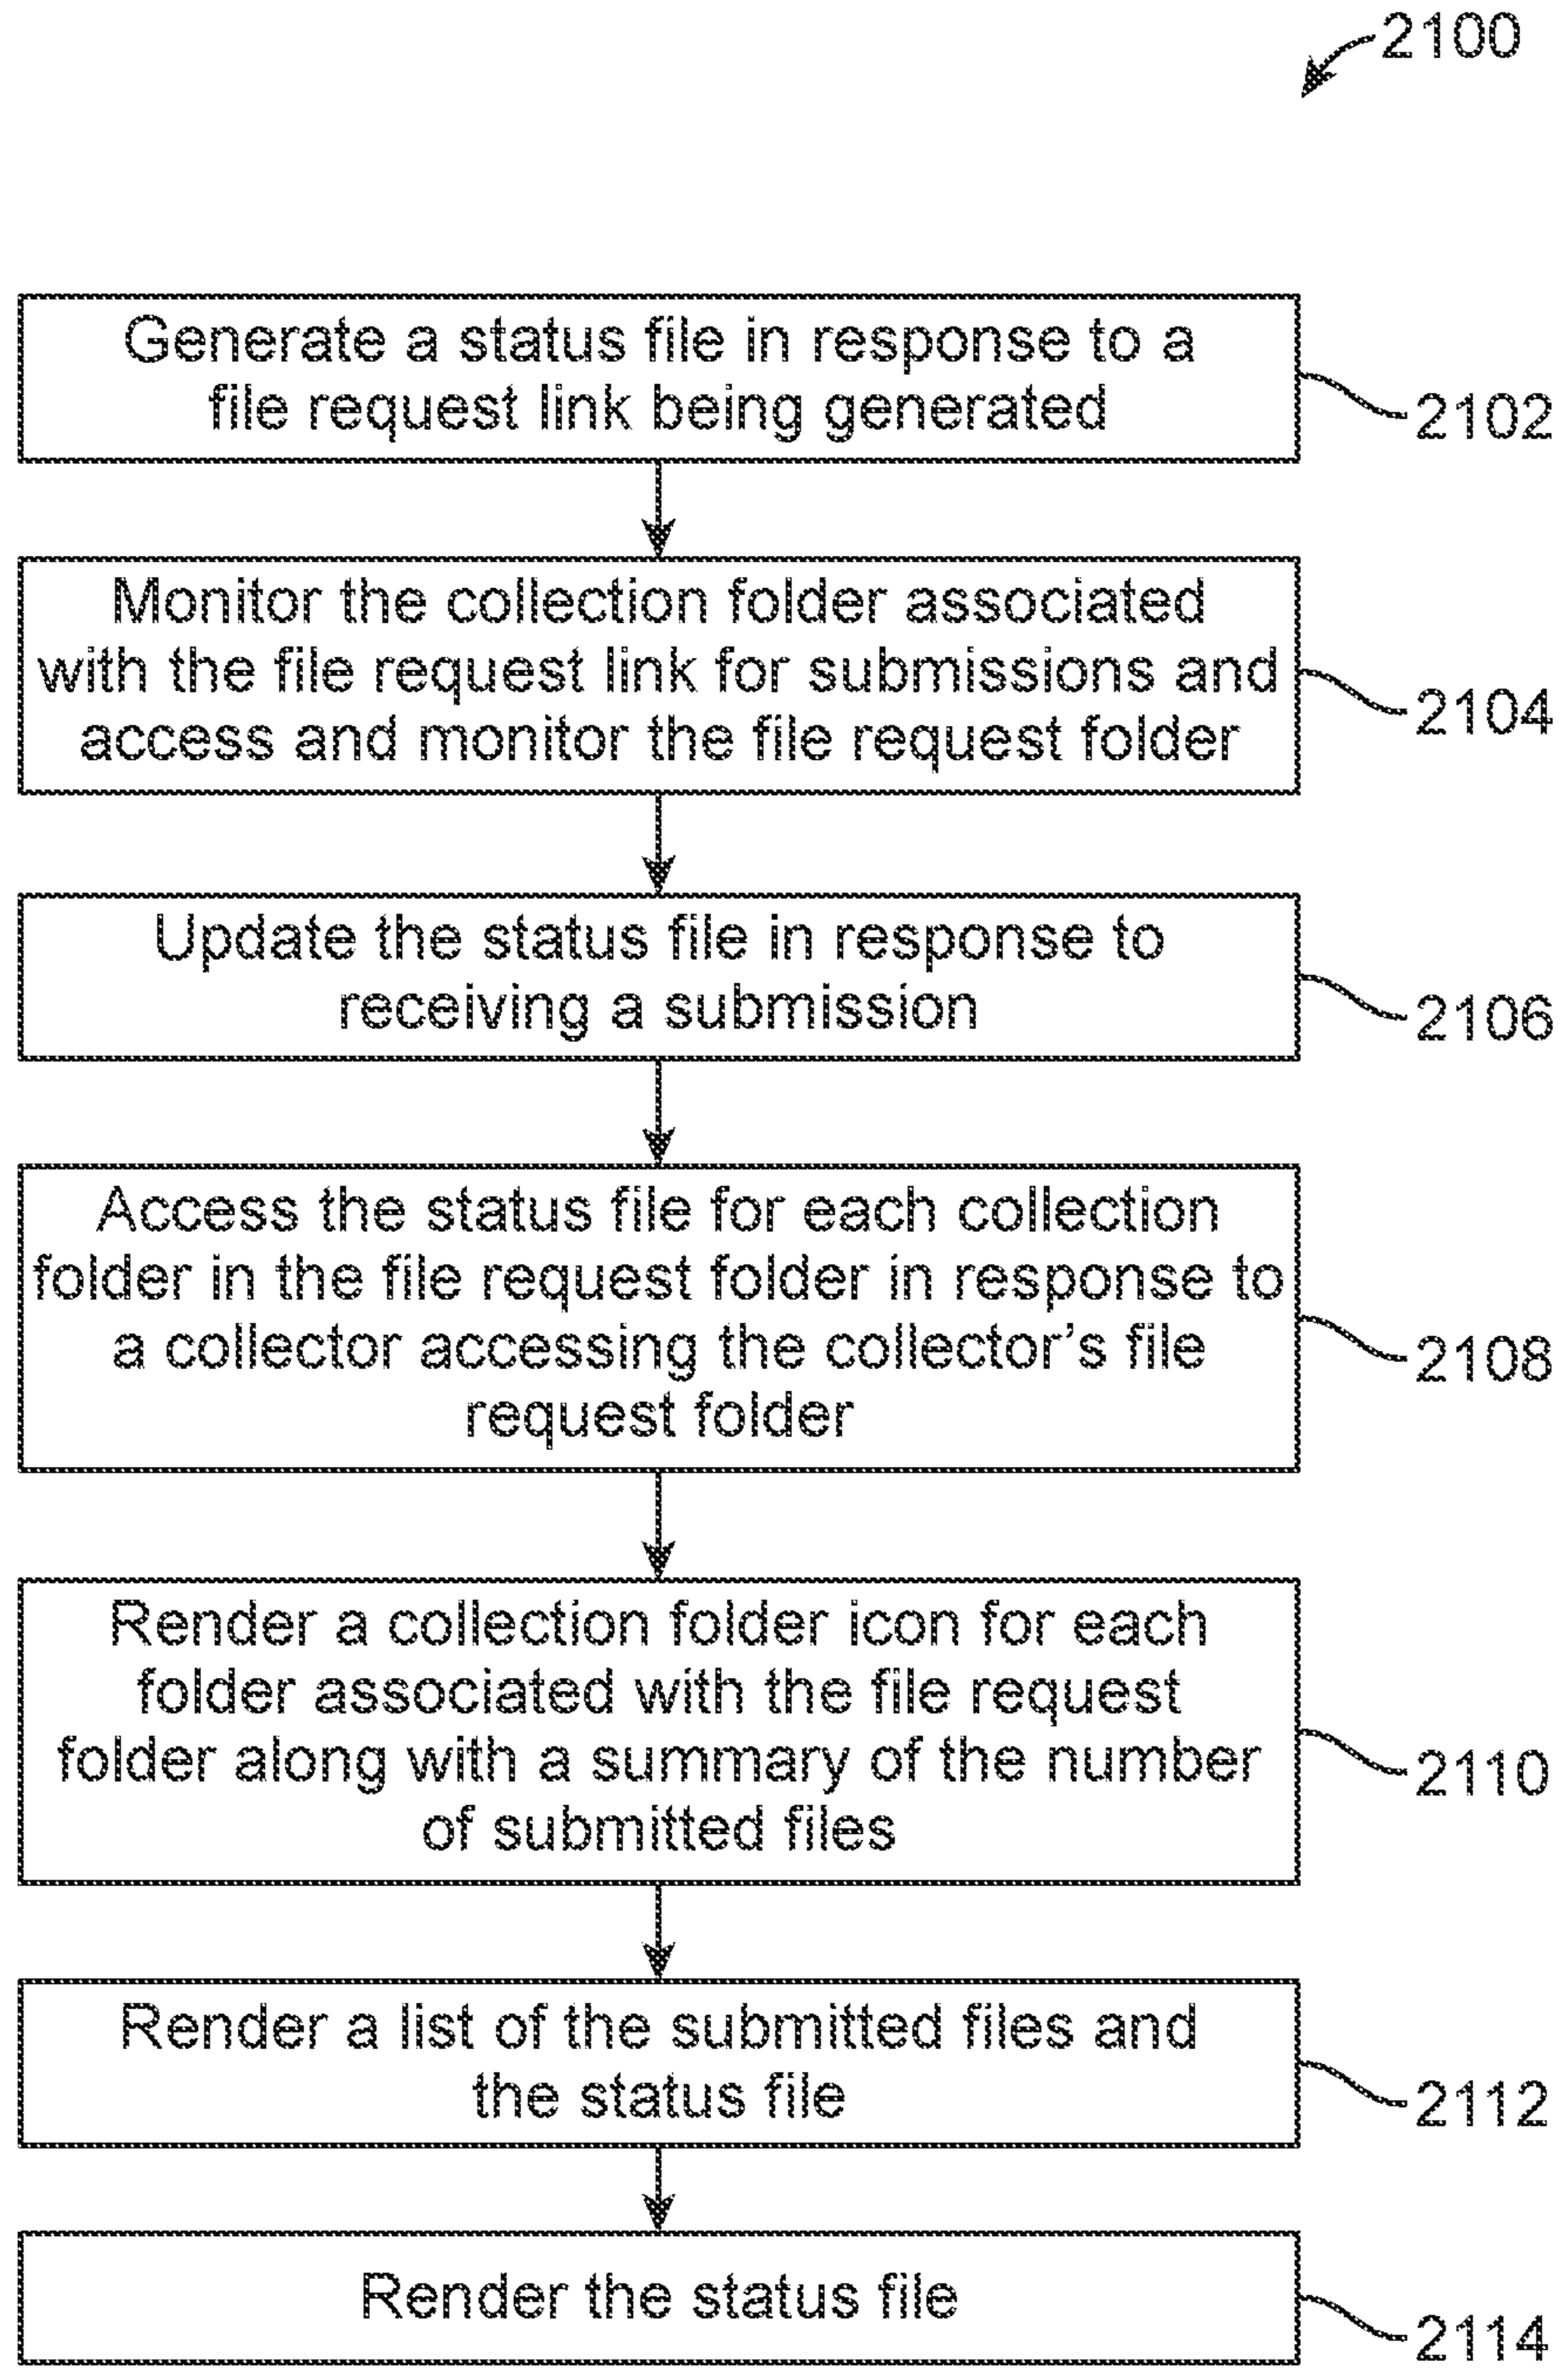 2100
Generate a status file in response to a
file request link being generated
2102
Monitor the collection folder associated
with the file request link for submissions and
access and monitor the file request folder
2104
Update the status file in response to
receiving a submission
2106
Access the status file for each collection
folder in the file request folder in response to
a collector accessing the collector's file
request folder
2108
Render a collection folder icon for each
folder associated with the file request
folder along with a summary of the number
of submitted files
2110
Render a list of the submitted files and
the status file
2112
Render the status file
2114